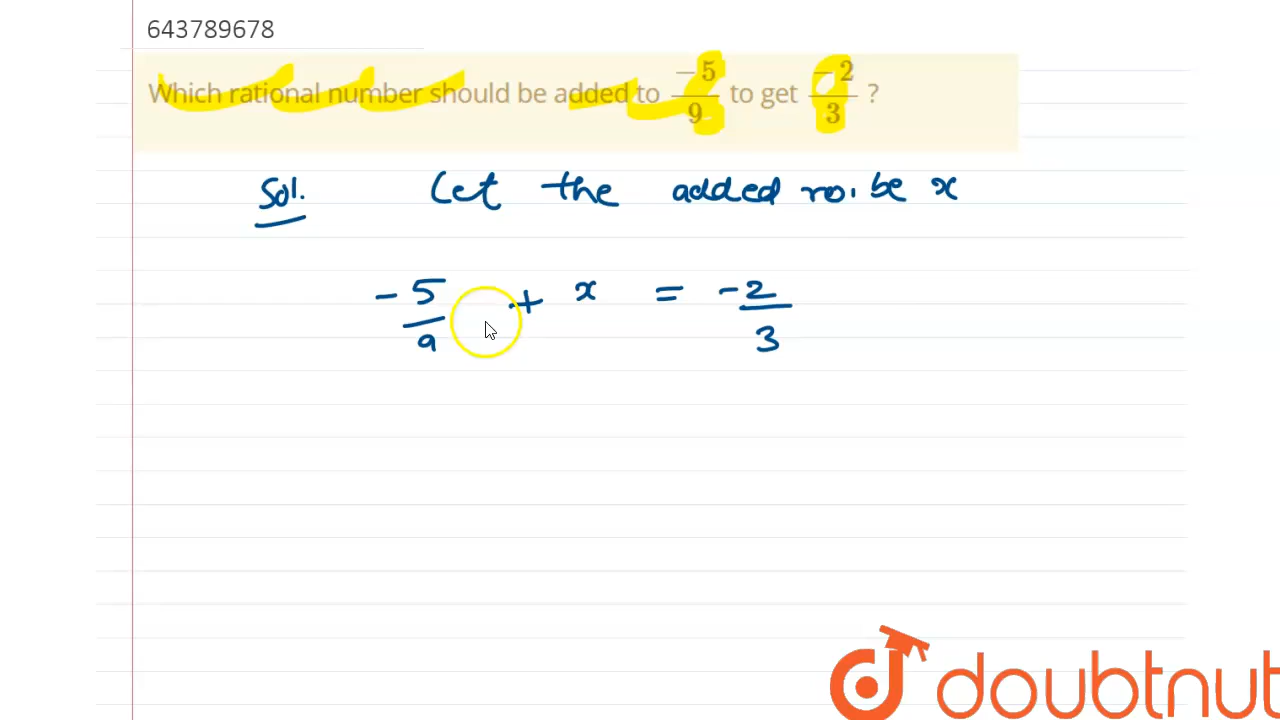 643789678
Which rational number should be added to -5/9 to get -2/3 ?
Sol. Let the added no. be x
-5/9 + x = -2/3
doubtnut